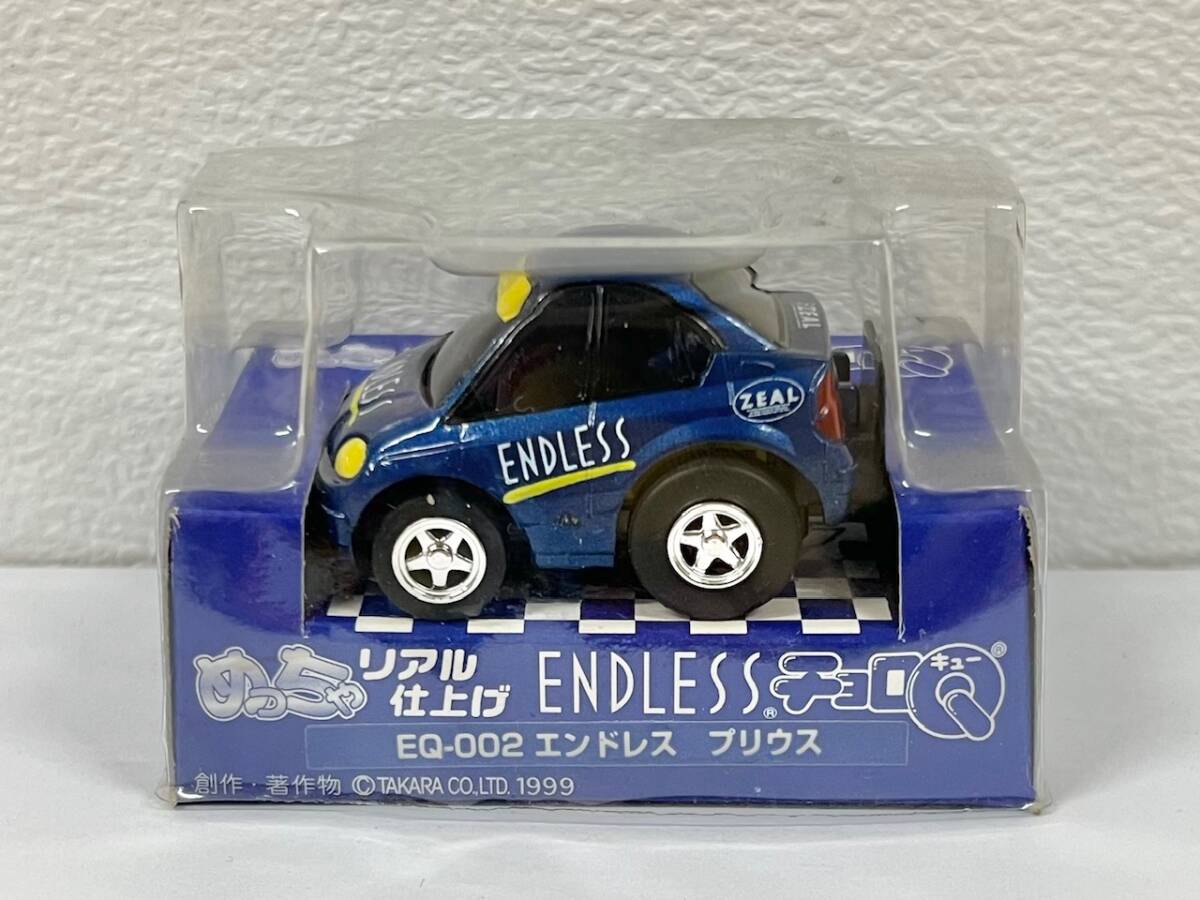 ZEAL
ENDLESS
ZEAL
ENDLESS
めっちゃ リアル仕上げ ENDLESS® チョロキュー®
EQ-002 エンドレス プリウス
創作・著作物 ©TAKARA CO.,LTD. 1999